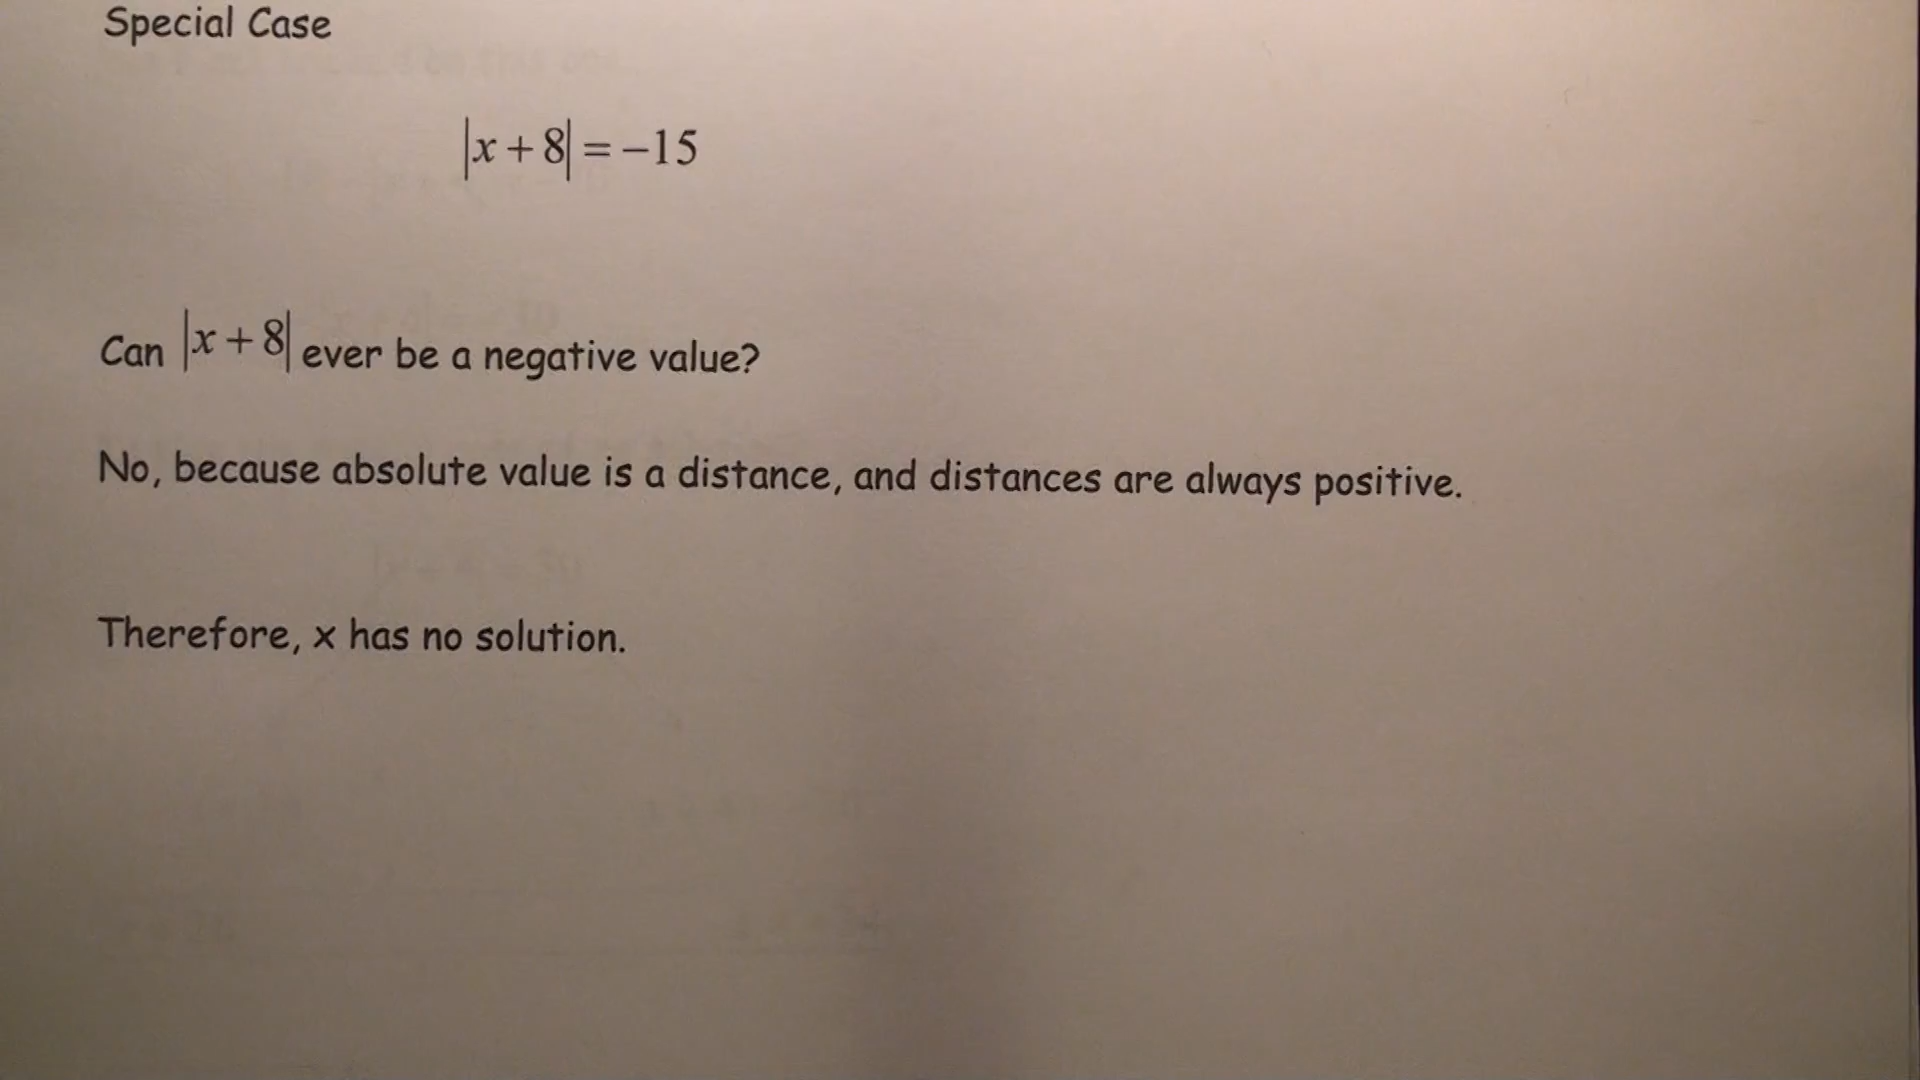 Special Case
|x + 8| = −15
Can |x + 8| ever be a negative value?
No, because absolute value is a distance, and distances are always positive.
Therefore, x has no solution.